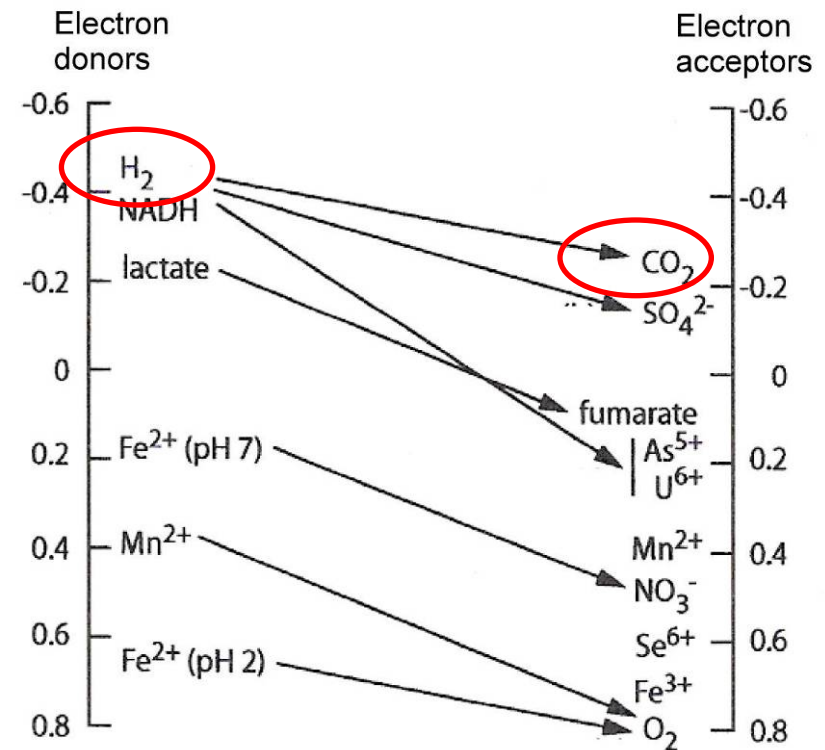 Electron
donors
Electron
acceptors
-0.6
-0.4
-0.2
0
0.2
0.4
0.6
0.8
H₂
NADH
lactate
Fe²⁺ (pH 7)
Mn²⁺
Fe²⁺ (pH 2)
CO₂
SO₄²⁻
fumarate
As⁵⁺
U⁶⁺
Mn²⁺
NO₃⁻
Se⁶⁺
Fe³⁺
O₂
-0.6
-0.4
-0.2
0
0.2
0.4
0.6
0.8